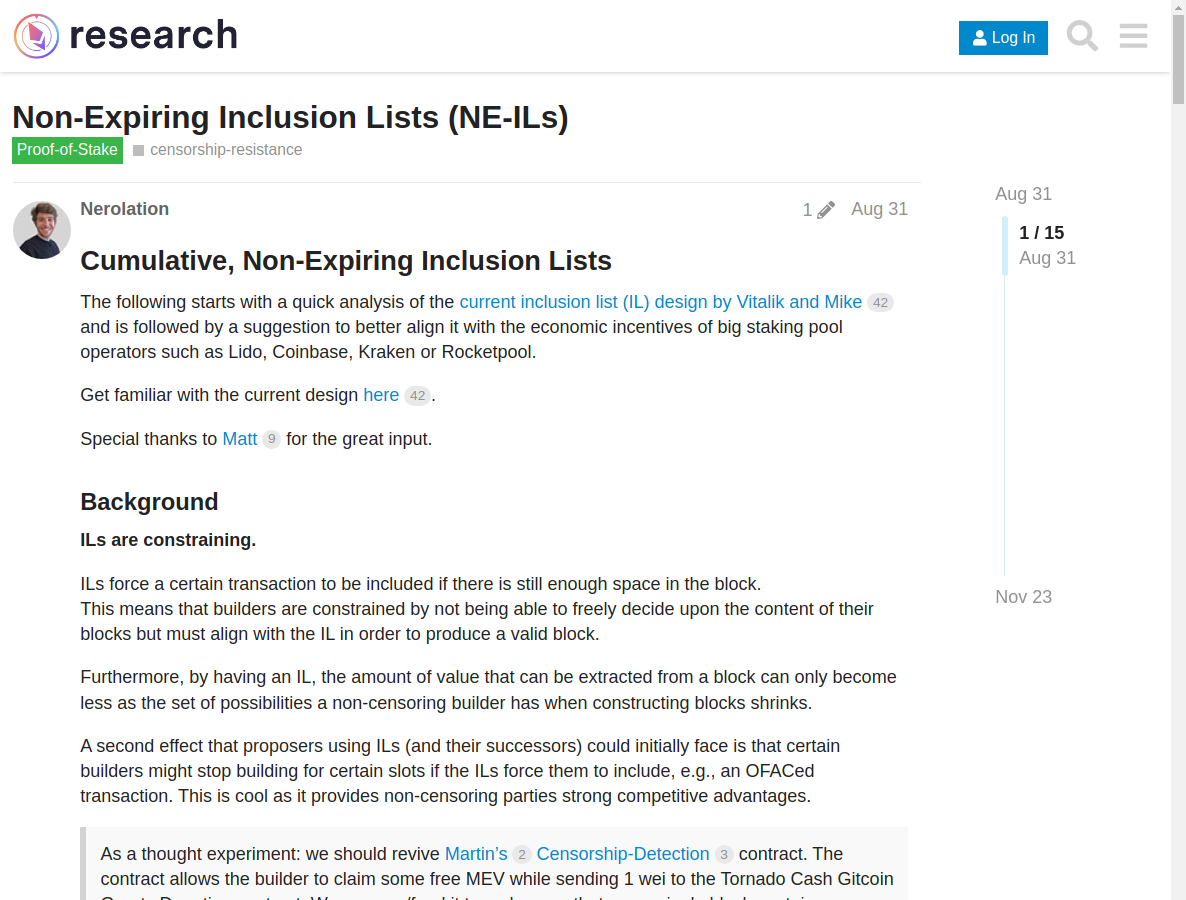 research
Log In
Non-Expiring Inclusion Lists (NE-ILs)
Proof-of-Stake censorship-resistance
Nerolation 1 Aug 31
Aug 31
1 / 15
Aug 31
Nov 23
Cumulative, Non-Expiring Inclusion Lists
The following starts with a quick analysis of the current inclusion list (IL) design by Vitalik and Mike 42
and is followed by a suggestion to better align it with the economic incentives of big staking pool
operators such as Lido, Coinbase, Kraken or Rocketpool.
Get familiar with the current design here 42.
Special thanks to Matt 9 for the great input.
Background
ILs are constraining.
ILs force a certain transaction to be included if there is still enough space in the block.
This means that builders are constrained by not being able to freely decide upon the content of their
blocks but must align with the IL in order to produce a valid block.
Furthermore, by having an IL, the amount of value that can be extracted from a block can only become
less as the set of possibilities a non-censoring builder has when constructing blocks shrinks.
A second effect that proposers using ILs (and their successors) could initially face is that certain
builders might stop building for certain slots if the ILs force them to include, e.g., an OFACed
transaction. This is cool as it provides non-censoring parties strong competitive advantages.
As a thought experiment: we should revive Martin’s 2 Censorship-Detection 3 contract. The
contract allows the builder to claim some free MEV while sending 1 wei to the Tornado Cash Gitcoin